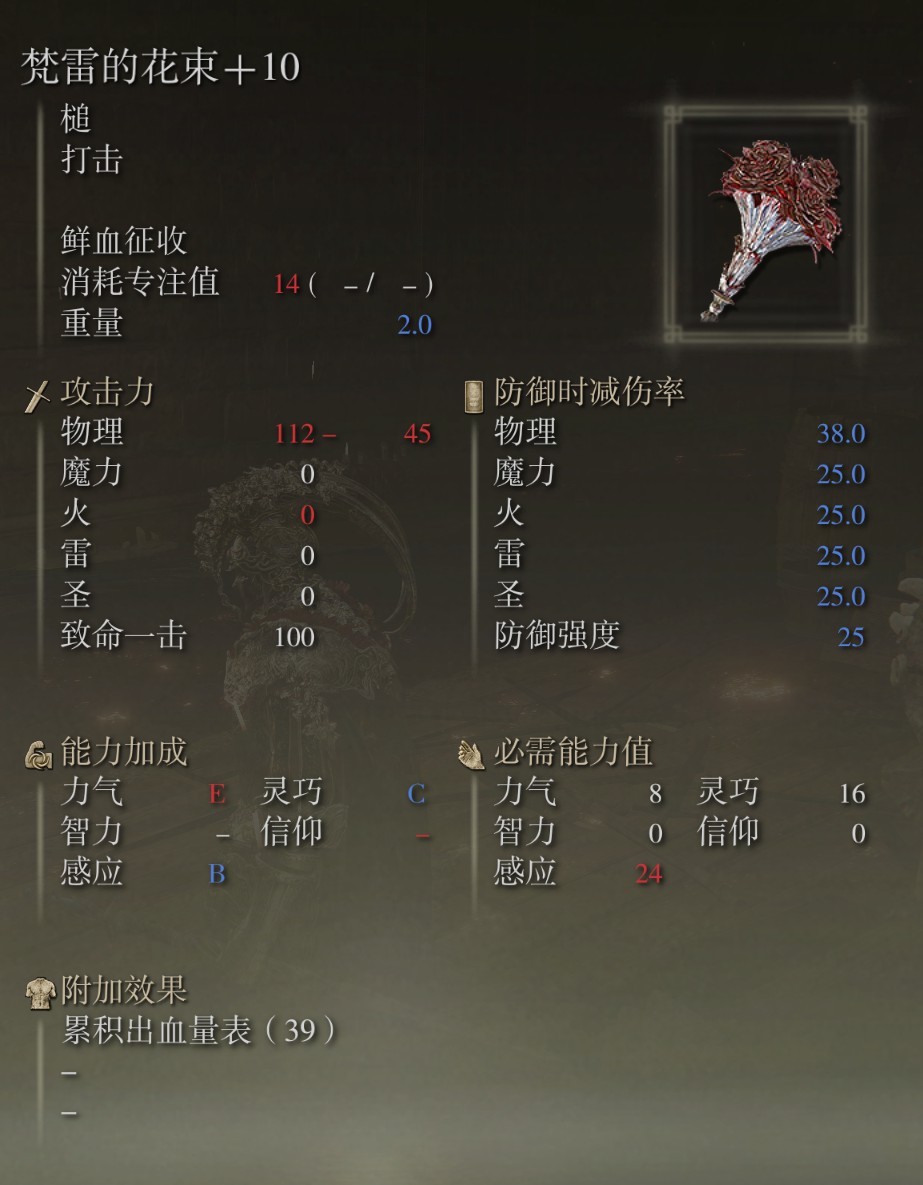 梵雷的花束+10
槌
打击
鲜血征收
消耗专注值 14 ( – / – )
重量 2.0
攻击力
物理 112 – 45
魔力 0
火 0
雷 0
圣 0
致命一击 100
防御时减伤率
物理 38.0
魔力 25.0
火 25.0
雷 25.0
圣 25.0
防御强度 25
能力加成
力气 E 灵巧 C
智力 – 信仰 –
感应 B
必需能力值
力气 8 灵巧 16
智力 0 信仰 0
感应 24
附加效果
累积出血量表（39）
–
–